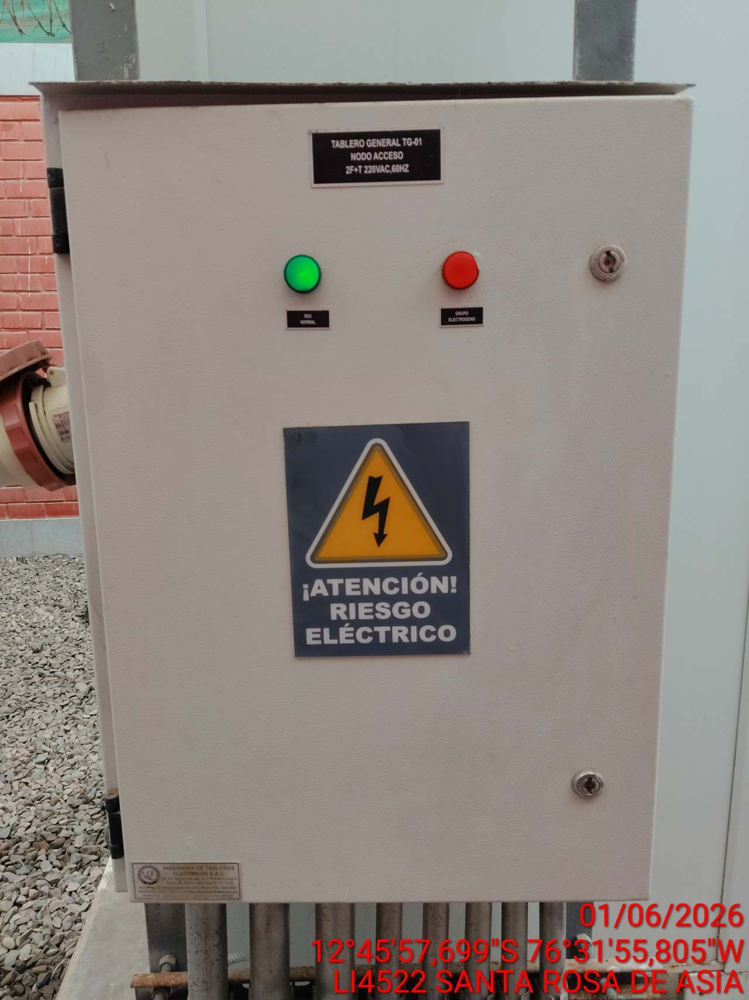 TABLERO GENERAL TG-01
NODO ACCESO
2F+T 220VAC,60HZ
RED
NORMAL
GRUPO
ELECTROGENO
¡ATENCIÓN!
RIESGO
ELÉCTRICO
INGENIERIA DE TABLEROS
ELECTRICOS S.A.C.
01/06/2026
12°45'57,699"S 76°31'55,805"W
LI4522 SANTA ROSA DE ASIA